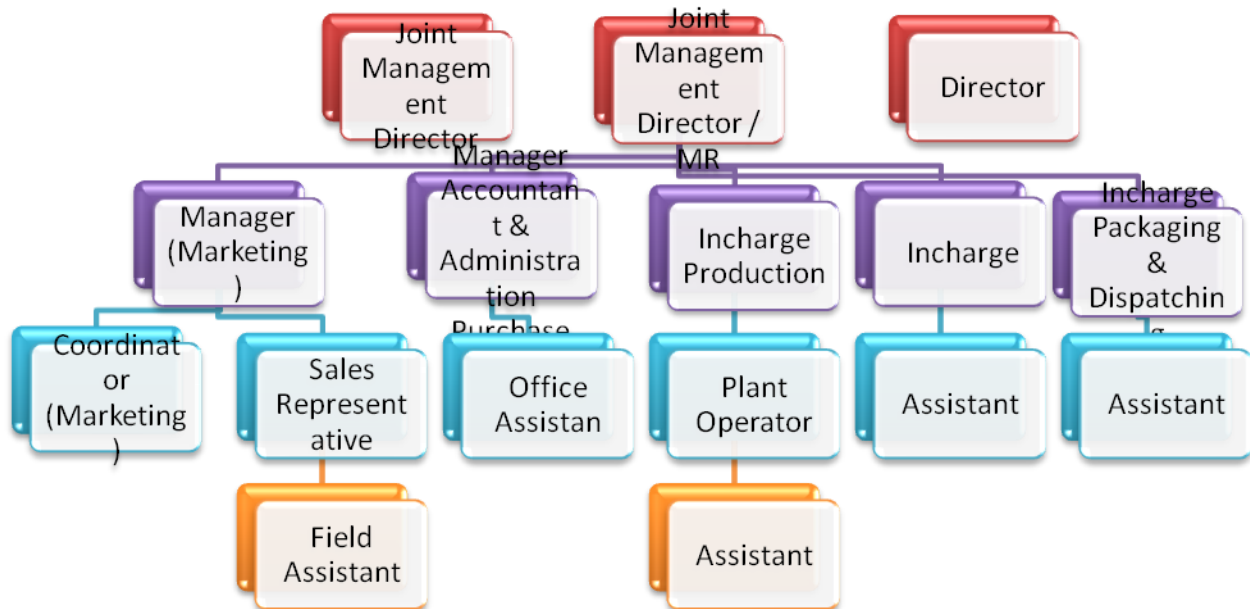 Joint
Managem
ent
Director
Joint
Managem
ent
Director /
MR
Director
Manager
(Marketing
)
Manager
Accountan
t &
Administra
tion
Purchase
Incharge
Production
Incharge
Incharge
Packaging
&
Dispatchin
g
Coordinat
or
(Marketing
)
Sales
Represent
ative
Office
Assistan
Plant
Operator
Assistant
Assistant
Field
Assistant
Assistant